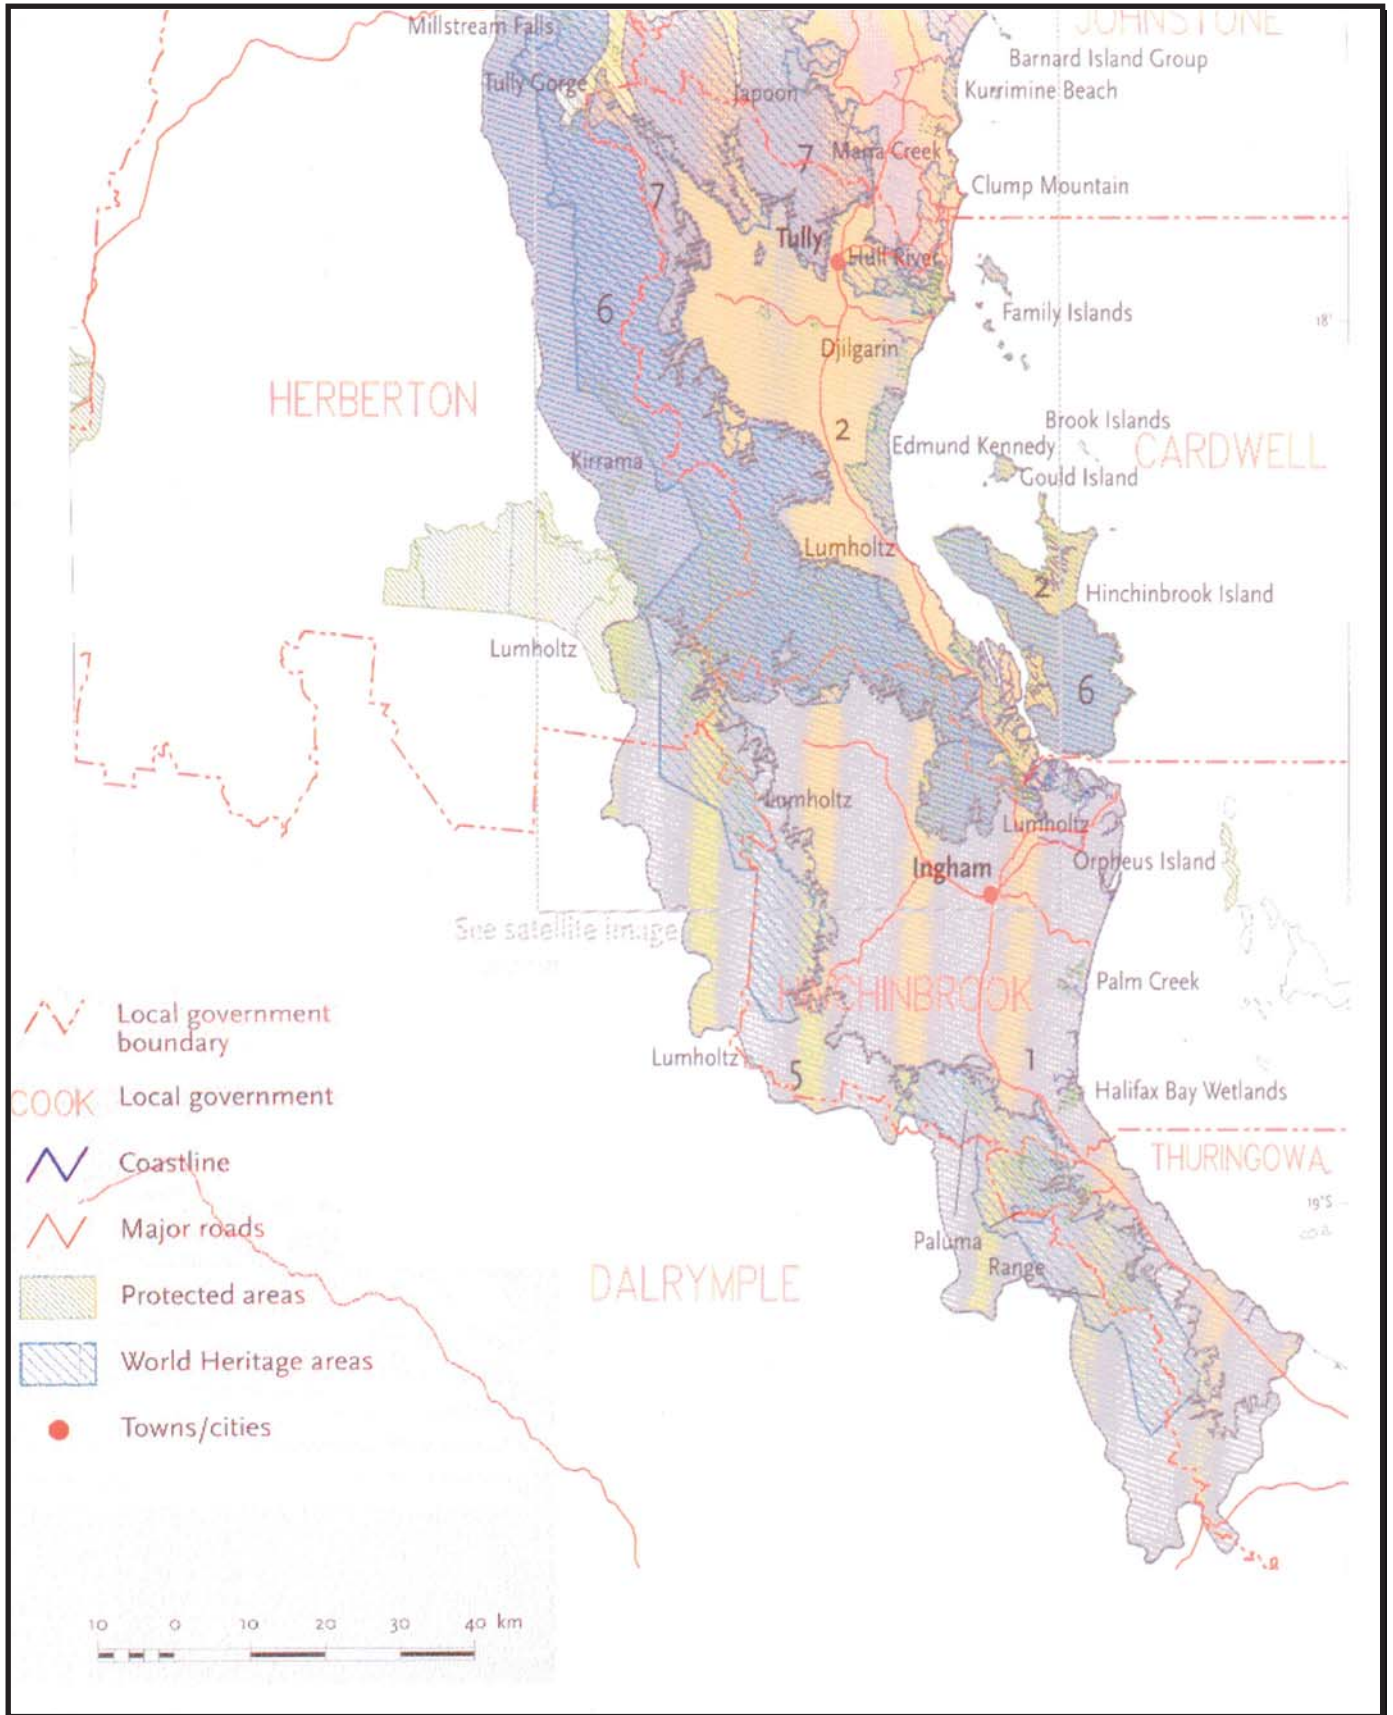 JOHNSTONE
Millstream Falls
Barnard Island Group
Tully Gorge
Japoon
Kurrimine Beach
7
Maria Creek
7
Clump Mountain
Tully
Hull River
6
Family Islands
18°
Djilgarin
HERBERTON
2
Brook Islands
Edmund Kennedy
CARDWELL
Kirrama
Gould Island
Lumholtz
2
Hinchinbrook Island
Lumholtz
6
Lumholtz
Lumholtz
Orpheus Island
Ingham
See satellite image
HINCHINBROOK
Palm Creek
Local government
boundary
Lumholtz
5
1
COOK
Local government
Halifax Bay Wetlands
Coastline
THURINGOWA
19°S
Major roads
Paluma
Range
DALRYMPLE
Protected areas
World Heritage areas
Towns/cities
10 0 10 20 30 40 km